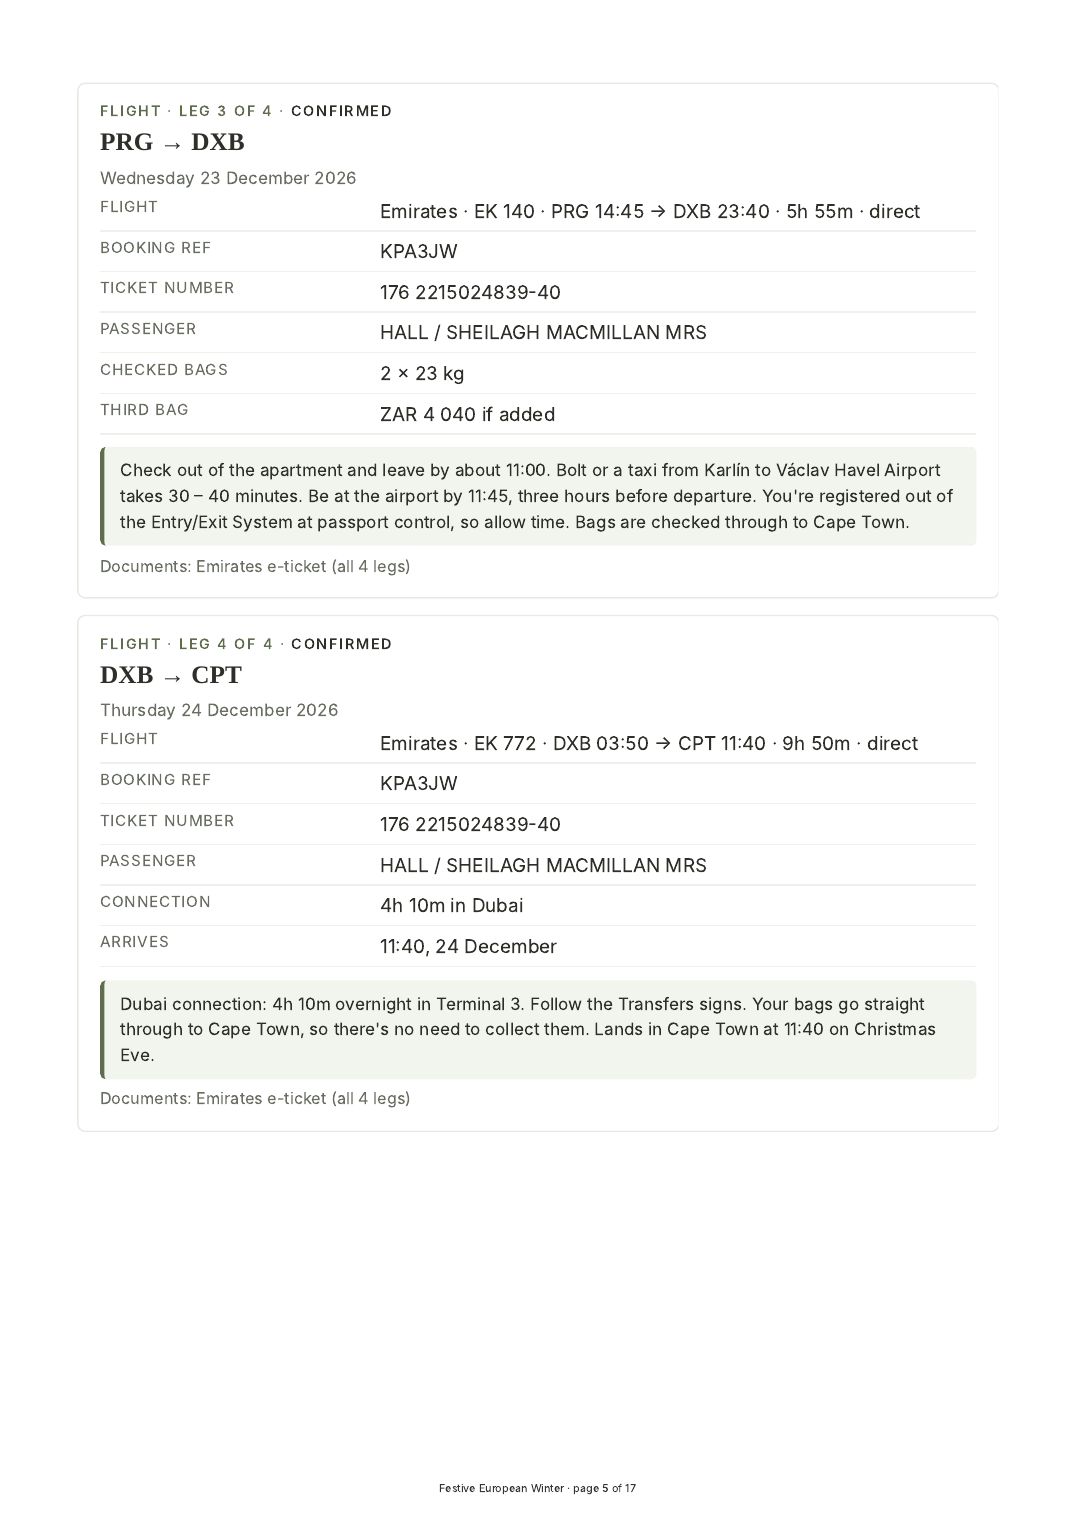 FLIGHT · LEG 3 OF 4 · CONFIRMED
PRG → DXB
Wednesday 23 December 2026
FLIGHT Emirates · EK 140 · PRG 14:45 → DXB 23:40 · 5h 55m · direct
BOOKING REF KPA3JW
TICKET NUMBER 176 2215024839-40
PASSENGER HALL / SHEILAGH MACMILLAN MRS
CHECKED BAGS 2 × 23 kg
THIRD BAG ZAR 4 040 if added
Check out of the apartment and leave by about 11:00. Bolt or a taxi from Karlín to Václav Havel Airport
takes 30 – 40 minutes. Be at the airport by 11:45, three hours before departure. You're registered out of
the Entry/Exit System at passport control, so allow time. Bags are checked through to Cape Town.
Documents: Emirates e-ticket (all 4 legs)
FLIGHT · LEG 4 OF 4 · CONFIRMED
DXB → CPT
Thursday 24 December 2026
FLIGHT Emirates · EK 772 · DXB 03:50 → CPT 11:40 · 9h 50m · direct
BOOKING REF KPA3JW
TICKET NUMBER 176 2215024839-40
PASSENGER HALL / SHEILAGH MACMILLAN MRS
CONNECTION 4h 10m in Dubai
ARRIVES 11:40, 24 December
Dubai connection: 4h 10m overnight in Terminal 3. Follow the Transfers signs. Your bags go straight
through to Cape Town, so there's no need to collect them. Lands in Cape Town at 11:40 on Christmas
Eve.
Documents: Emirates e-ticket (all 4 legs)
Festive European Winter · page 5 of 17